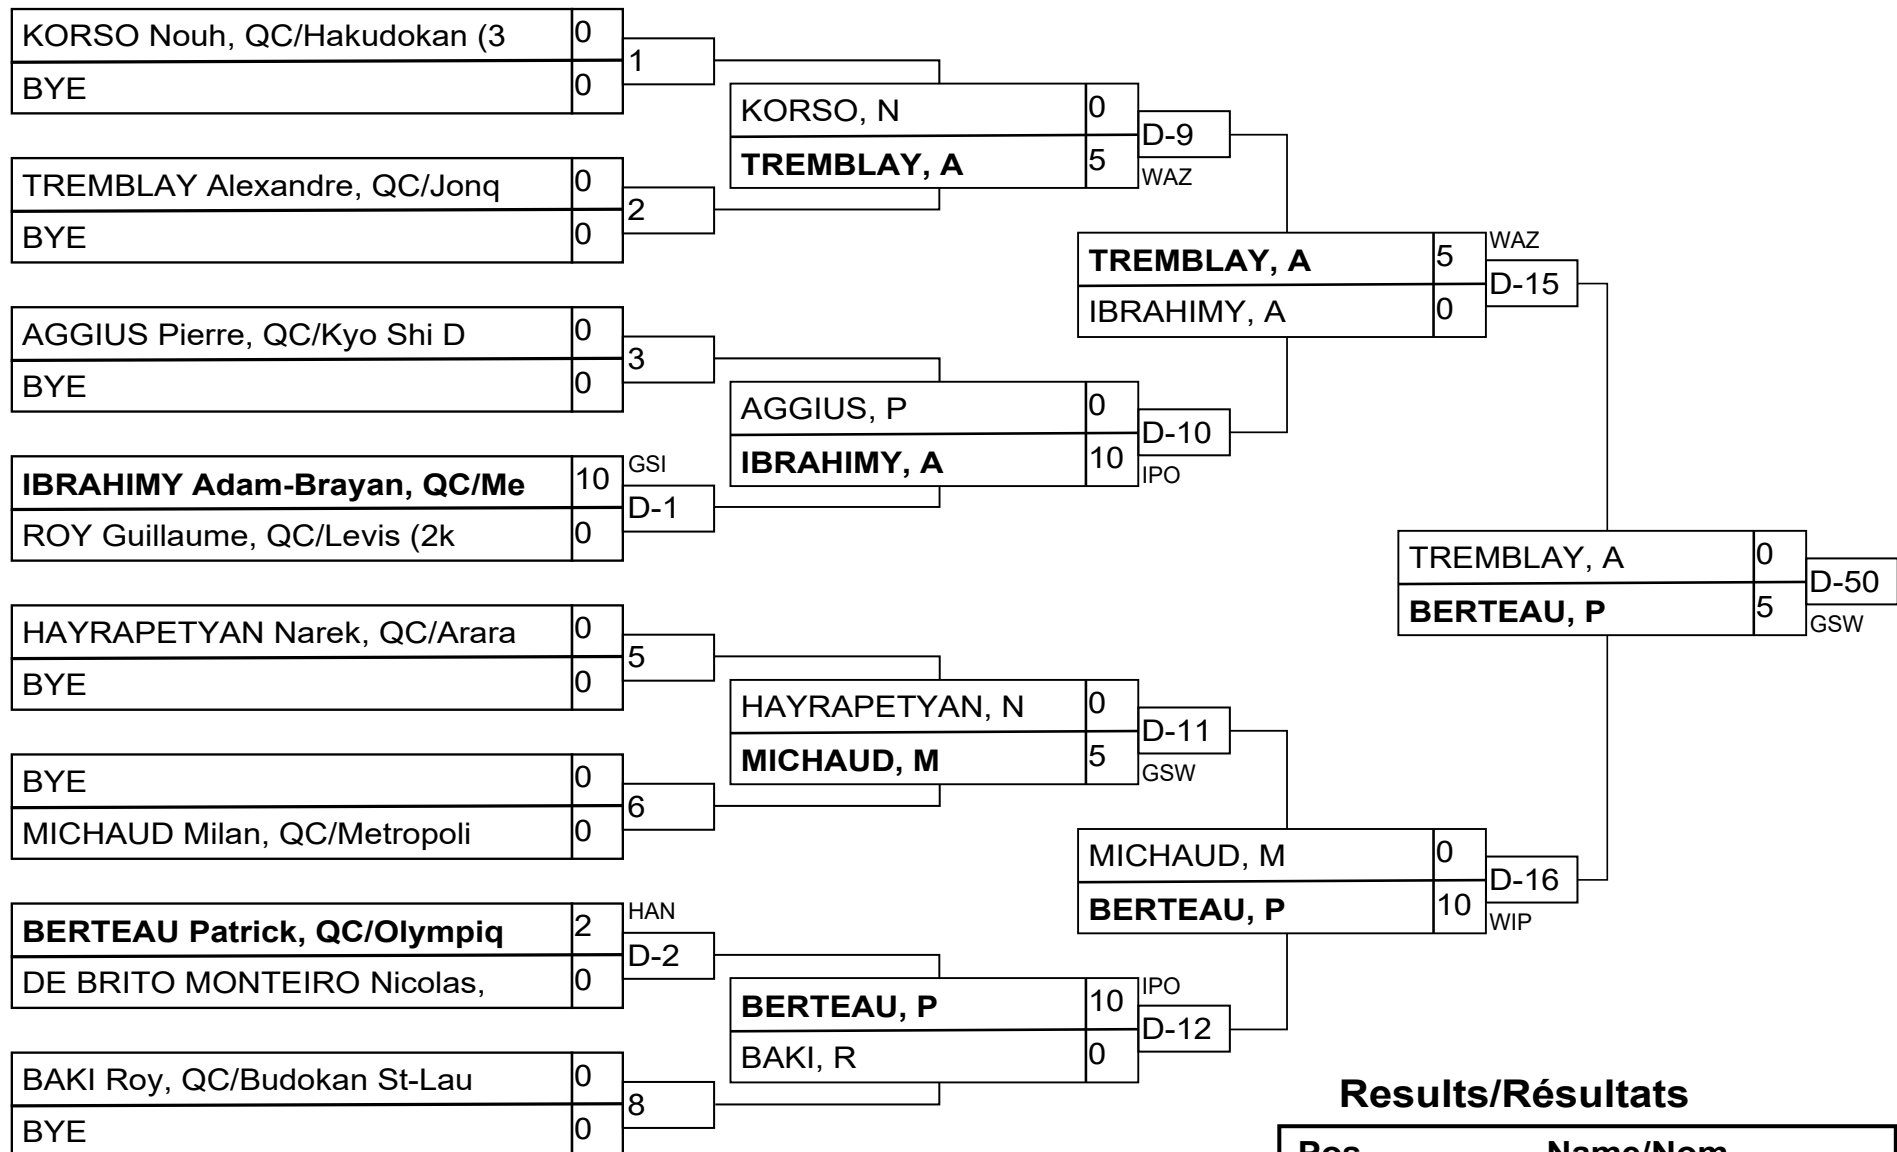 KORSO Nouh, QC/Hakudokan (3 0
BYE 0
1
TREMBLAY Alexandre, QC/Jonq 0
BYE 0
2
AGGIUS Pierre, QC/Kyo Shi D 0
BYE 0
3
IBRAHIMY Adam-Brayan, QC/Me 10 GSI
ROY Guillaume, QC/Levis (2k 0
D-1
HAYRAPETYAN Narek, QC/Arara 0
BYE 0
5
BYE 0
MICHAUD Milan, QC/Metropoli 0
6
BERTEAU Patrick, QC/Olympiq 2 HAN
DE BRITO MONTEIRO Nicolas, 0
D-2
BAKI Roy, QC/Budokan St-Lau 0
BYE 0
8
KORSO, N 0
TREMBLAY, A 5
D-9
WAZ
AGGIUS, P 0
IBRAHIMY, A 10
D-10
IPO
HAYRAPETYAN, N 0
MICHAUD, M 5
D-11
GSW
BERTEAU, P 10 IPO
BAKI, R 0
D-12
TREMBLAY, A 5 WAZ
IBRAHIMY, A 0
D-15
MICHAUD, M 0
BERTEAU, P 10
D-16
WIP
TREMBLAY, A 0
BERTEAU, P 5
D-50
GSW
Results/Résultats
Pos Name/Nom